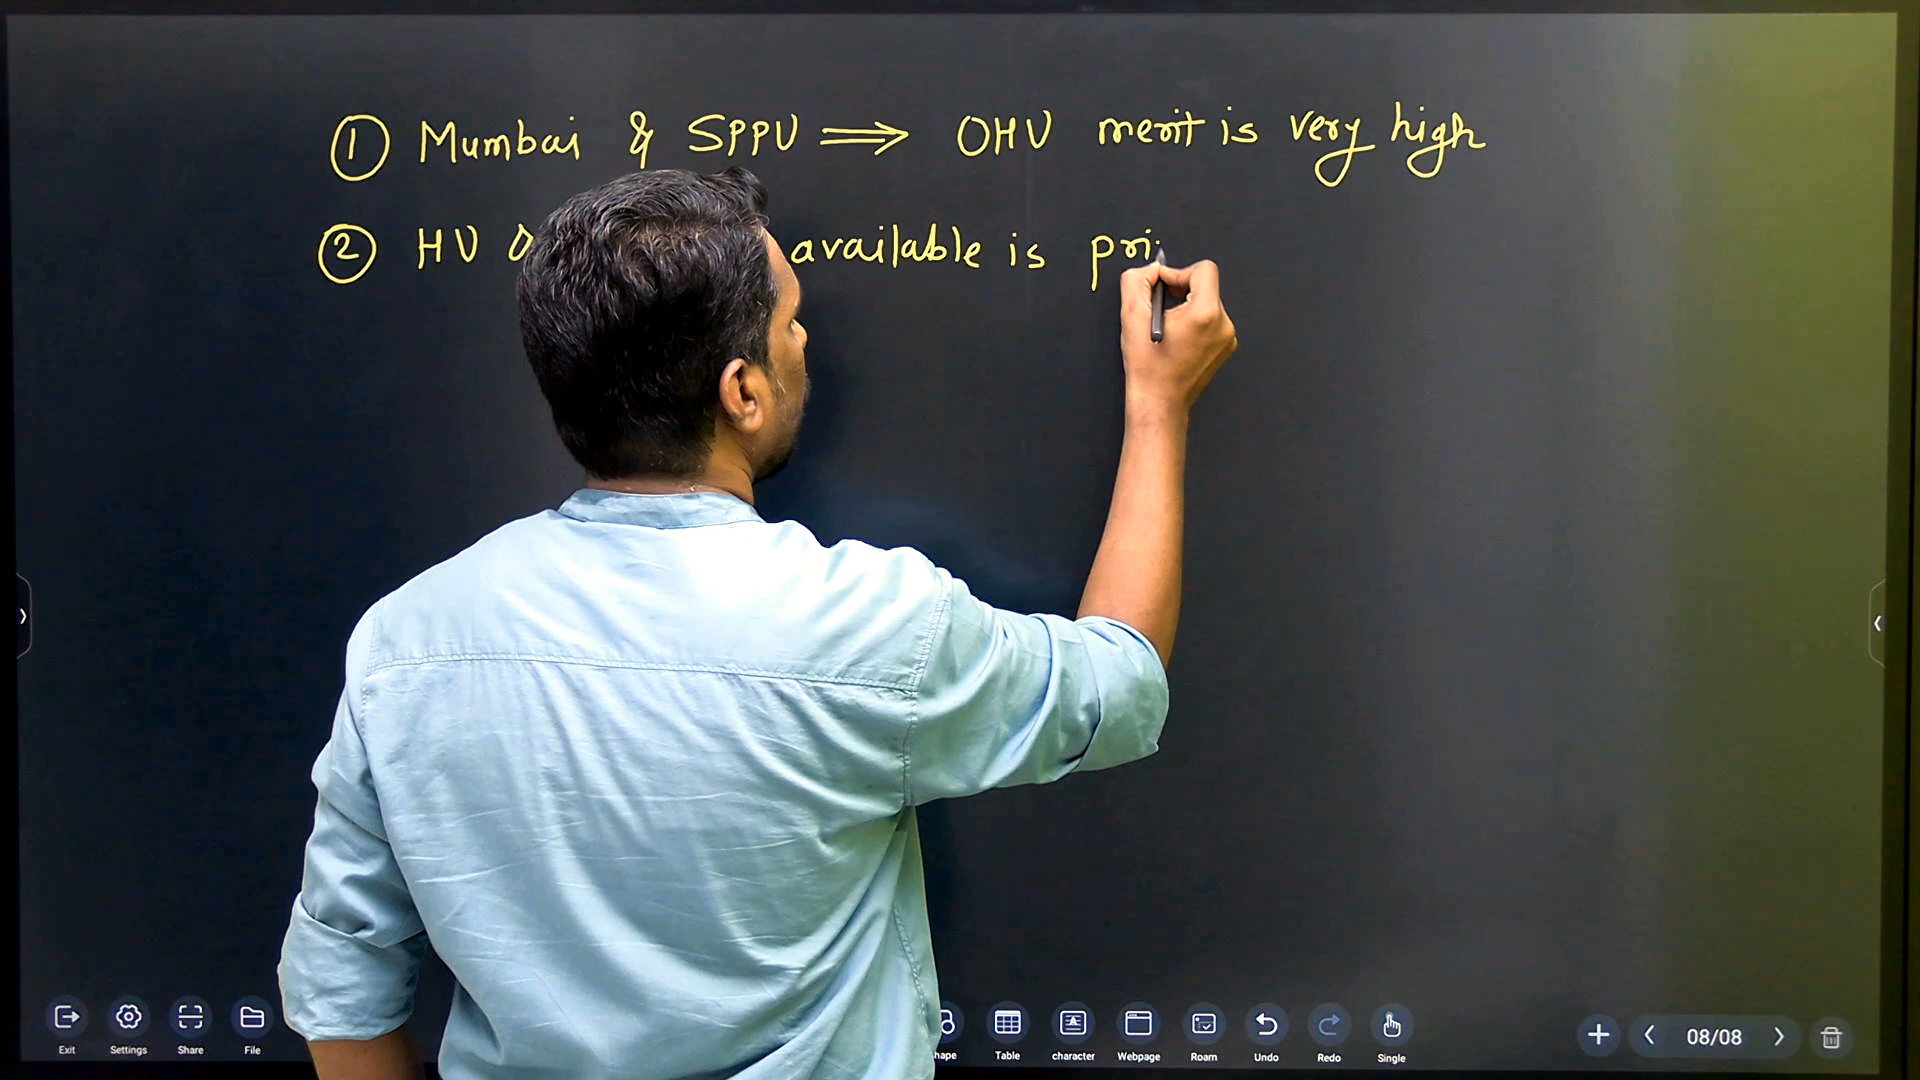 ① Mumbai & SPPU ⟹ OHU merit is very high
② HU available is pri
Exit Settings Share File hape Table character Webpage Roam Undo Redo Single 08/08